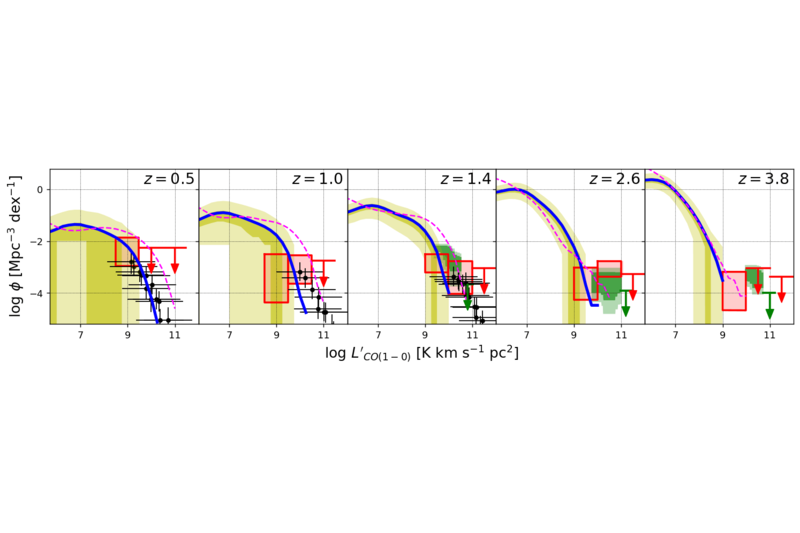 z = 0.5
z = 1.0
z = 1.4
z = 2.6
z = 3.8
log ϕ [Mpc⁻³ dex⁻¹]
0
−2
−4
7 9 11
7 9 11
7 9 11
7 9 11
7 9 11
log L′CO(1−0) [K km s⁻¹ pc²]